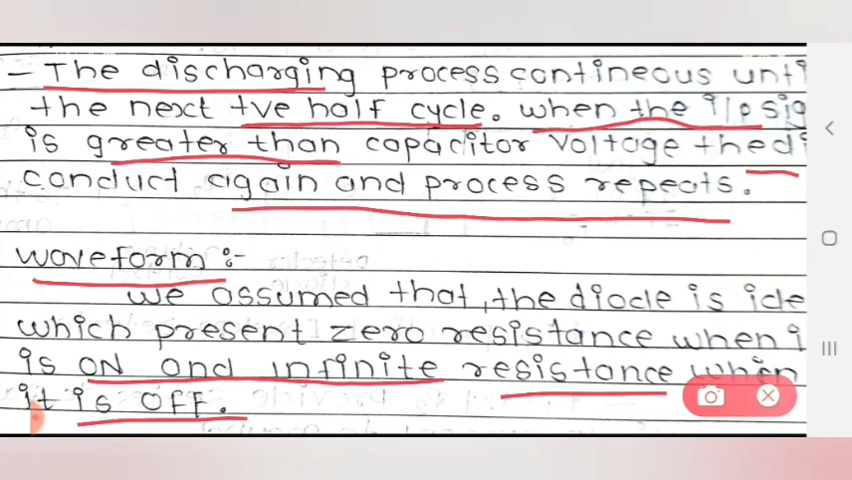 - The discharging process contineous unti
the next +ve half cycle. when the i/p sig
is greater than capacitor voltage the di
conduct again and process repeats.
waveform :-
we assumed that, the diode is ide
which present zero resistance when i
is ON and infinite resistance when
it is OFF.